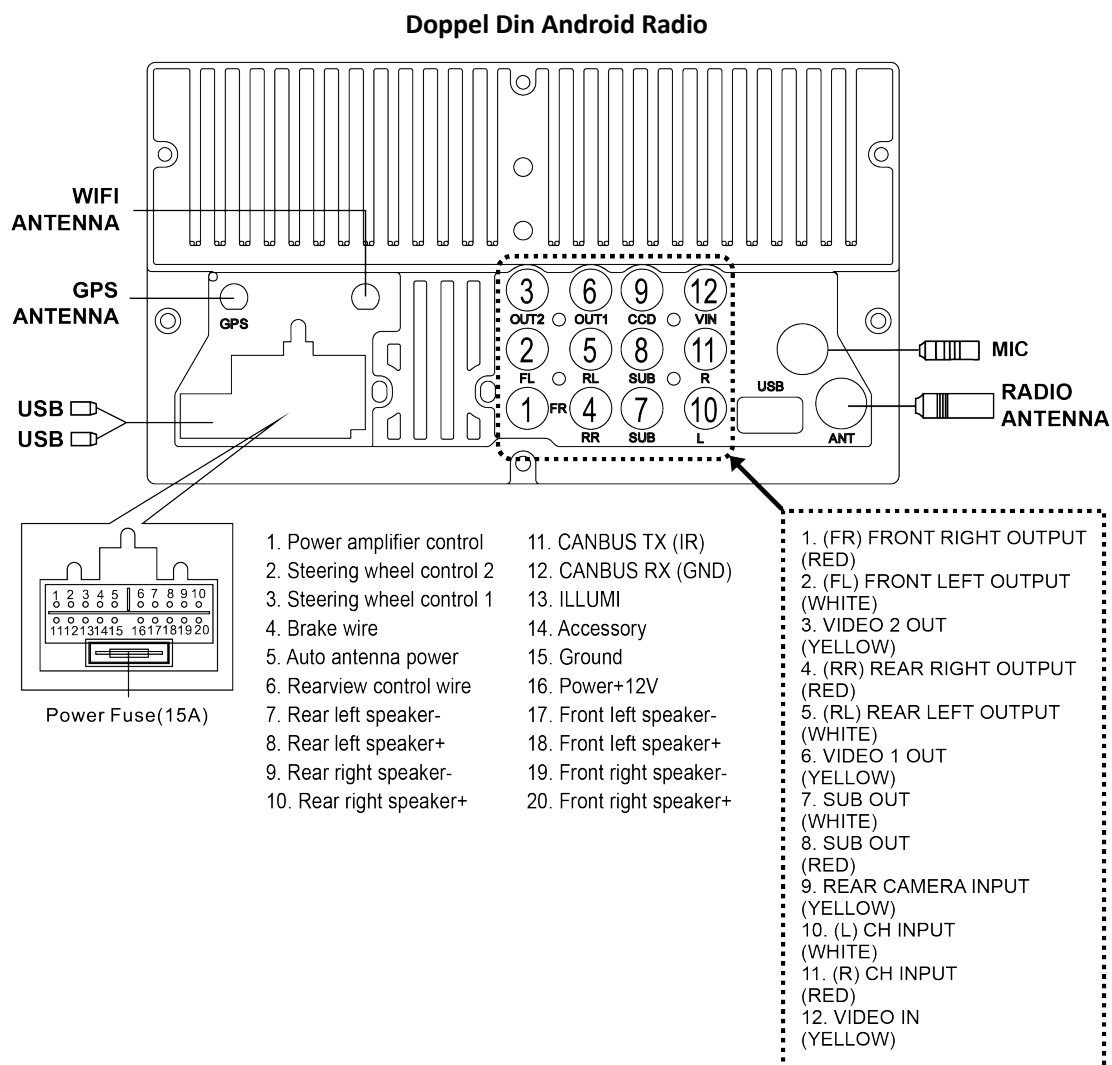 Doppel Din Android Radio
WIFI
ANTENNA
GPS
ANTENNA
GPS
USB
USB
3
6
9
12
OUT2
OUT1
CCD
VIN
2
5
8
11
FL
RL
SUB
R
1
FR
4
7
10
RR
SUB
L
USB
ANT
MIC
RADIO
ANTENNA
1 2 3 4 5 6 7 8 9 10
11 12 13 14 15 16 17 18 19 20
Power Fuse(15A)
1. Power amplifier control
2. Steering wheel control 2
3. Steering wheel control 1
4. Brake wire
5. Auto antenna power
6. Rearview control wire
7. Rear left speaker-
8. Rear left speaker+
9. Rear right speaker-
10. Rear right speaker+
11. CANBUS TX (IR)
12. CANBUS RX (GND)
13. ILLUMI
14. Accessory
15. Ground
16. Power+12V
17. Front left speaker-
18. Front left speaker+
19. Front right speaker-
20. Front right speaker+
1. (FR) FRONT RIGHT OUTPUT
(RED)
2. (FL) FRONT LEFT OUTPUT
(WHITE)
3. VIDEO 2 OUT
(YELLOW)
4. (RR) REAR RIGHT OUTPUT
(RED)
5. (RL) REAR LEFT OUTPUT
(WHITE)
6. VIDEO 1 OUT
(YELLOW)
7. SUB OUT
(WHITE)
8. SUB OUT
(RED)
9. REAR CAMERA INPUT
(YELLOW)
10. (L) CH INPUT
(WHITE)
11. (R) CH INPUT
(RED)
12. VIDEO IN
(YELLOW)